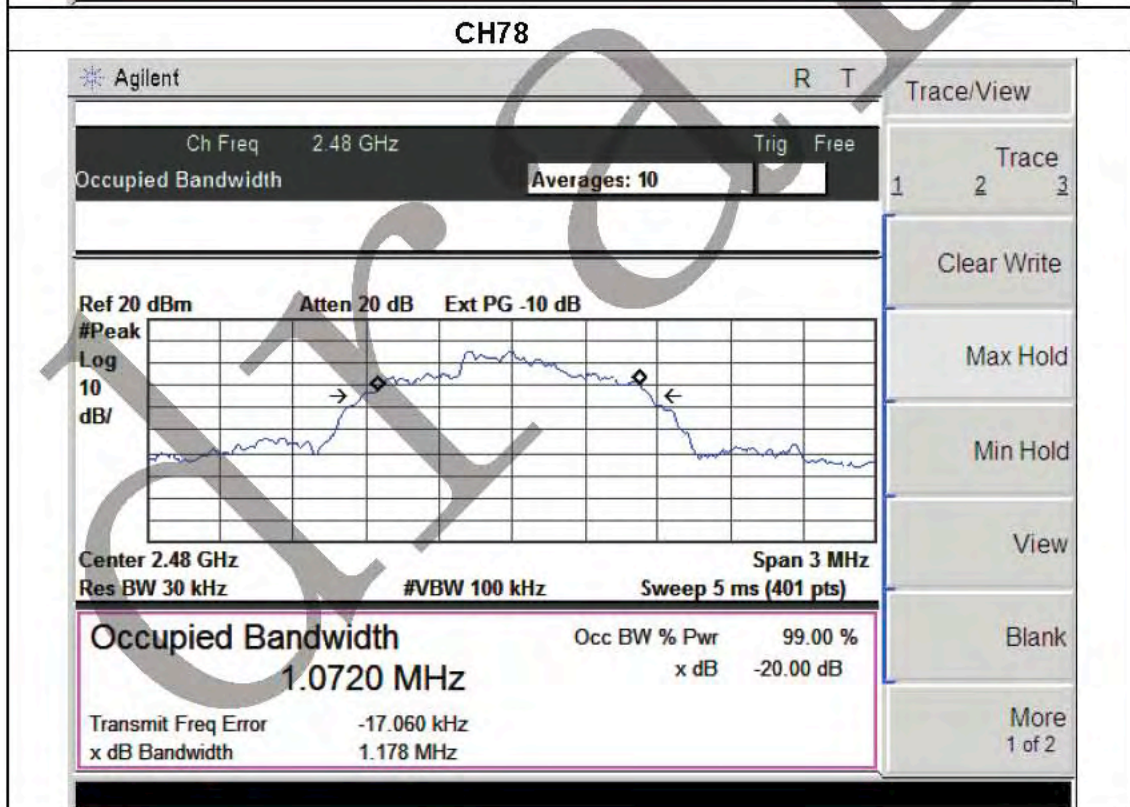 CH78
Agilent R T
Trace/View
Ch Freq 2.48 GHz Trig Free
Occupied Bandwidth Averages: 10
Trace
1 2 3
Clear Write
Ref 20 dBm Atten 20 dB Ext PG -10 dB
#Peak
Log
10
dB/
Max Hold
Min Hold
Center 2.48 GHz Span 3 MHz
Res BW 30 kHz #VBW 100 kHz Sweep 5 ms (401 pts)
View
Occupied Bandwidth Occ BW % Pwr 99.00 %
1.0720 MHz x dB -20.00 dB
Blank
Transmit Freq Error -17.060 kHz
x dB Bandwidth 1.178 MHz
More
1 of 2